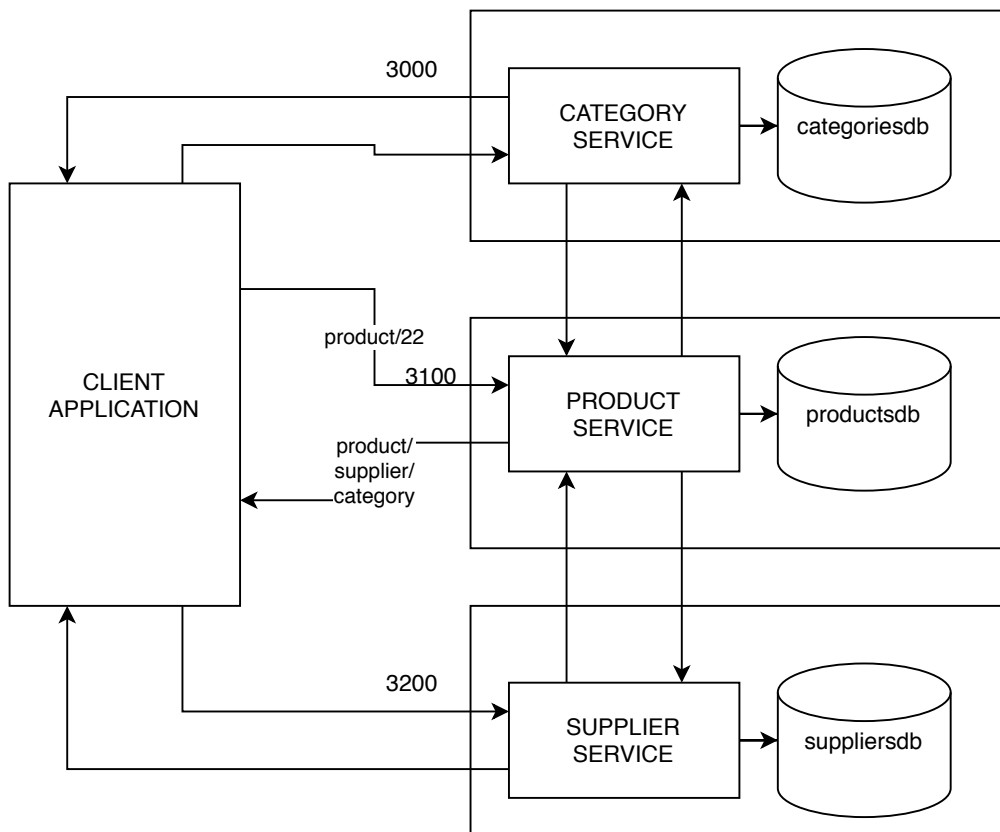 3000
CATEGORY
SERVICE
categoriesdb
product/22
3100
CLIENT
APPLICATION
PRODUCT
SERVICE
productsdb
product/
supplier/
category
3200
SUPPLIER
SERVICE
suppliersdb